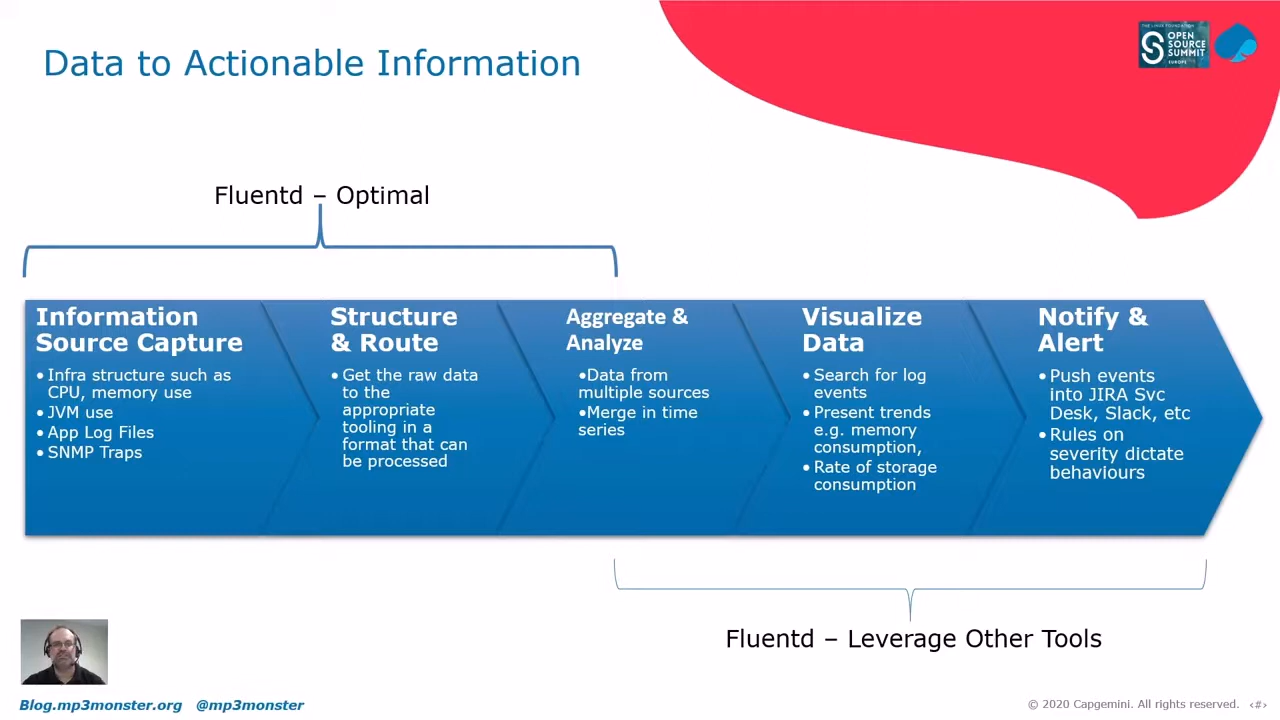 Data to Actionable Information
THE LINUX FOUNDATION
OPEN
SOURCE
SUMMIT
EUROPE
Fluentd – Optimal
Information
Source Capture
•Infra structure such as
CPU, memory use
•JVM use
•App Log Files
•SNMP Traps
Structure
& Route
•Get the raw data
to the
appropriate
tooling in a
format that can
be processed
Aggregate &
Analyze
•Data from
multiple sources
•Merge in time
series
Visualize
Data
•Search for log
events
•Present trends
e.g. memory
consumption,
•Rate of storage
consumption
Notify &
Alert
•Push events
into JIRA Svc
Desk, Slack, etc
•Rules on
severity dictate
behaviours
Fluentd – Leverage Other Tools
Blog.mp3monster.org @mp3monster
© 2020 Capgemini. All rights reserved. ‹#›